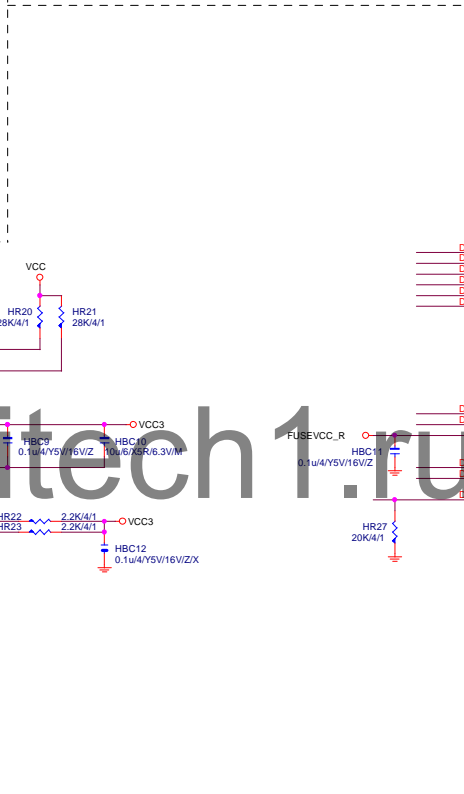 VCC
HR20
28K/4/1
HR21
28K/4/1
VCC3
HBC9
0.1u/4/Y5V/16V/Z
HBC10
10u/6/X5R/6.3V/M
FUSEVCC_R
HBC11
0.1u/4/Y5V/16V/Z
itech1.ru
HR22
2.2K/4/1
HR23
2.2K/4/1
VCC3
HBC12
0.1u/4/Y5V/16V/Z/X
HR27
20K/4/1